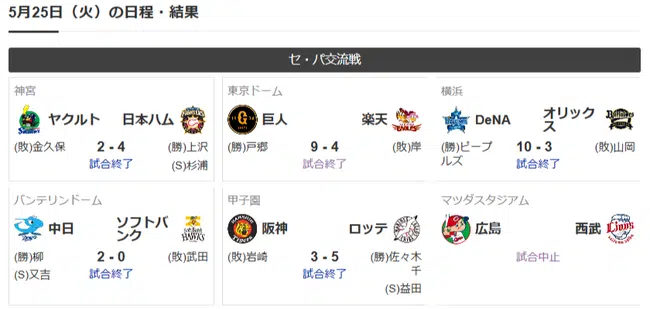 5月25日（火）の日程・結果
セ・パ交流戦
神宮
ヤクルト 日本ハム
(敗)金久保 2 - 4 (勝)上沢
試合終了 (S)杉浦
東京ドーム
巨人 楽天
(勝)戸郷 9 - 4 (敗)岸
試合終了
横浜
DeNA オリックス
(勝)ピープルズ 10 - 3 (敗)山岡
試合終了
バンテリンドーム
中日 ソフトバンク
(勝)柳 2 - 0 (敗)武田
(S)又吉 試合終了
甲子園
阪神 ロッテ
(敗)岩崎 3 - 5 (勝)佐々木千
試合終了
(S)益田
マツダスタジアム
広島 西武
試合中止